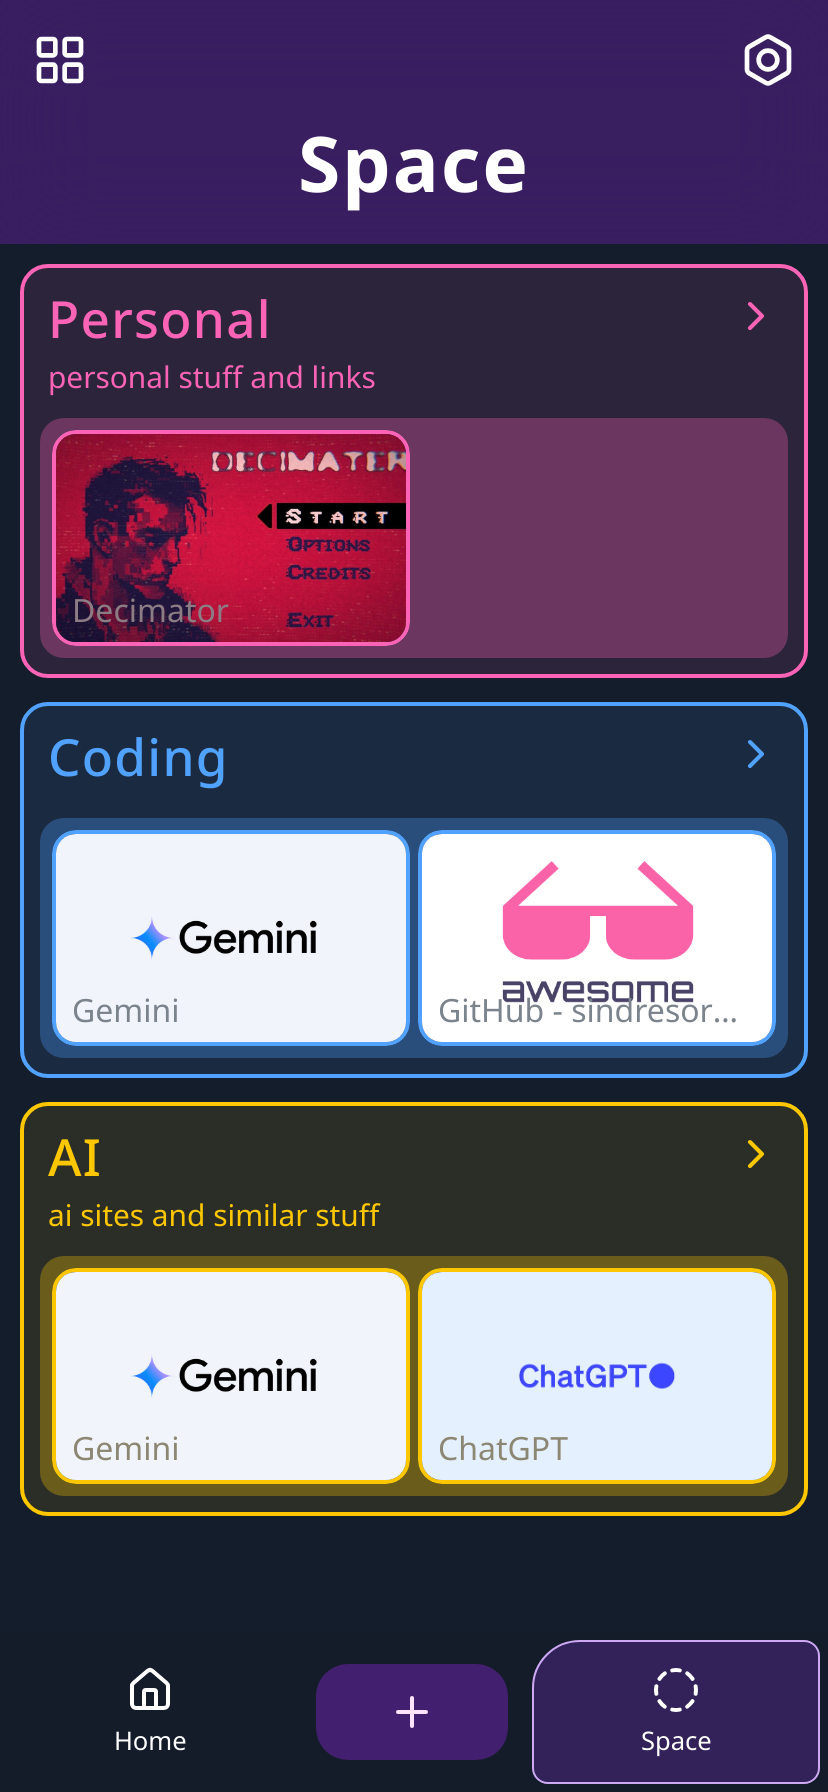 Space
Personal
personal stuff and links
DECIMATER
START
OPTIONS
CREDITS
EXIT
Decimator
Coding
Gemini
Gemini
awesome
GitHub - sindresor...
AI
ai sites and similar stuff
Gemini
Gemini
ChatGPT
ChatGPT
Home
Space